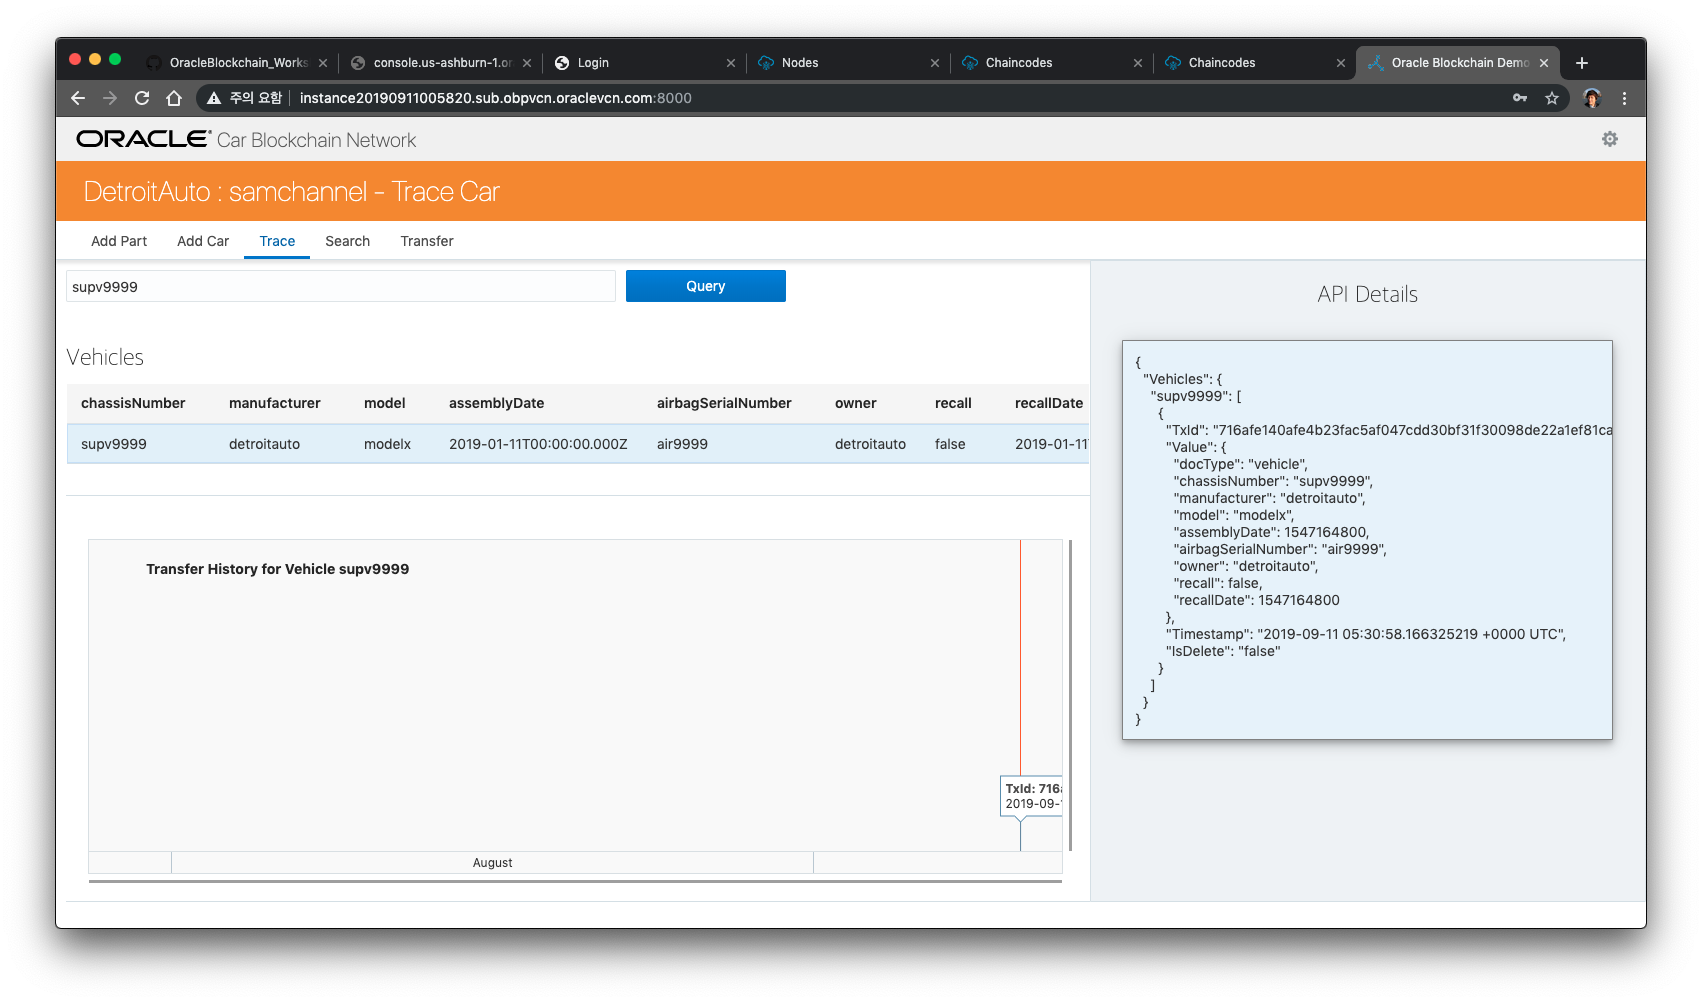 OracleBlockchain_Works
console.us-ashburn-1.or
Login
Nodes
Chaincodes
Chaincodes
Oracle Blockchain Demo
주의 요함
instance20190911005820.sub.obpvcn.oraclevcn.com:8000
ORACLE Car Blockchain Network
DetroitAuto : samchannel - Trace Car
Add Part Add Car Trace Search Transfer
supv9999
Query
Vehicles
chassisNumber manufacturer model assemblyDate airbagSerialNumber owner recall recallDate
supv9999 detroitauto modelx 2019-01-11T00:00:00.000Z air9999 detroitauto false 2019-01-11
Transfer History for Vehicle supv9999
TxId: 716a
2019-09-
August
API Details
{
"Vehicles": {
"supv9999": [
{
"TxId": "716afe140afe4b23fac5af047cdd30bf31f30098de22a1ef81ca
"Value": {
"docType": "vehicle",
"chassisNumber": "supv9999",
"manufacturer": "detroitauto",
"model": "modelx",
"assemblyDate": 1547164800,
"airbagSerialNumber": "air9999",
"owner": "detroitauto",
"recall": false,
"recallDate": 1547164800
},
"Timestamp": "2019-09-11 05:30:58.166325219 +0000 UTC",
"IsDelete": "false"
}
]
}
}